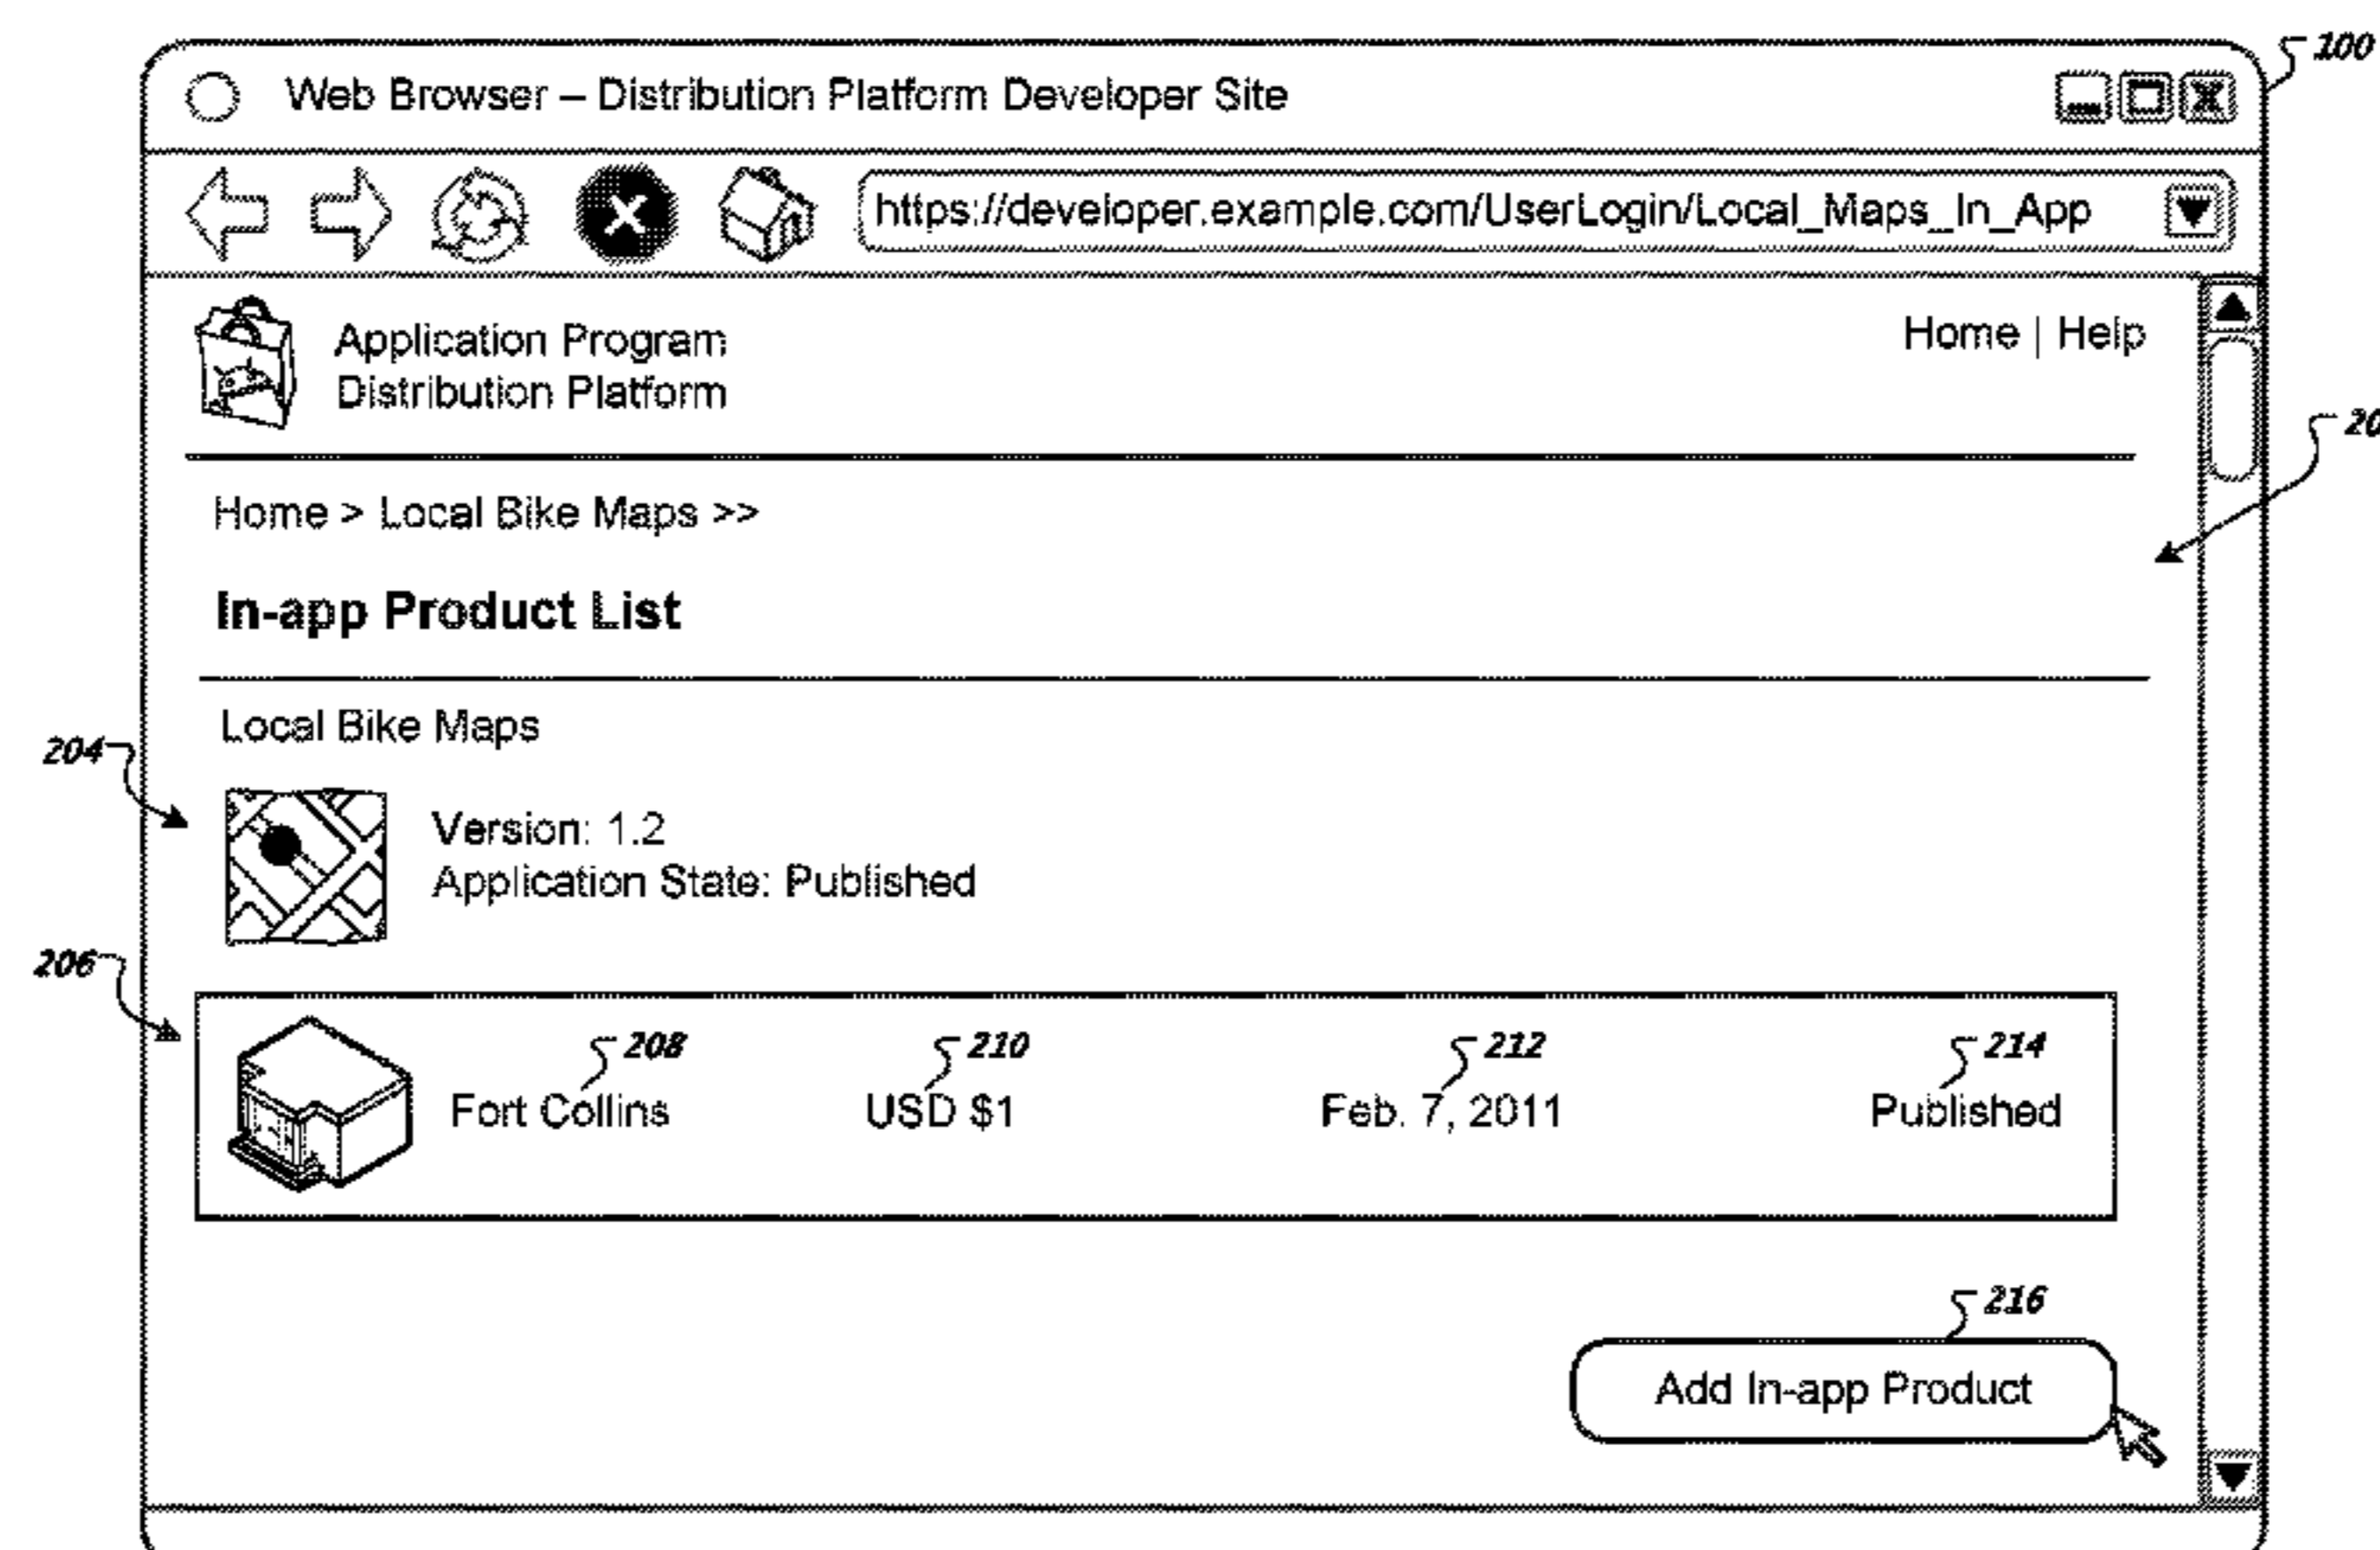 100
Web Browser – Distribution Platform Developer Site
https://developer.example.com/UserLogin/Local_Maps_In_App
Application Program
Distribution Platform
Home | Help
Home > Local Bike Maps >>
In-app Product List
Local Bike Maps
204
Version: 1.2
Application State: Published
206
208 210 212 214
Fort Collins USD $1 Feb. 7, 2011 Published
216
Add In-app Product